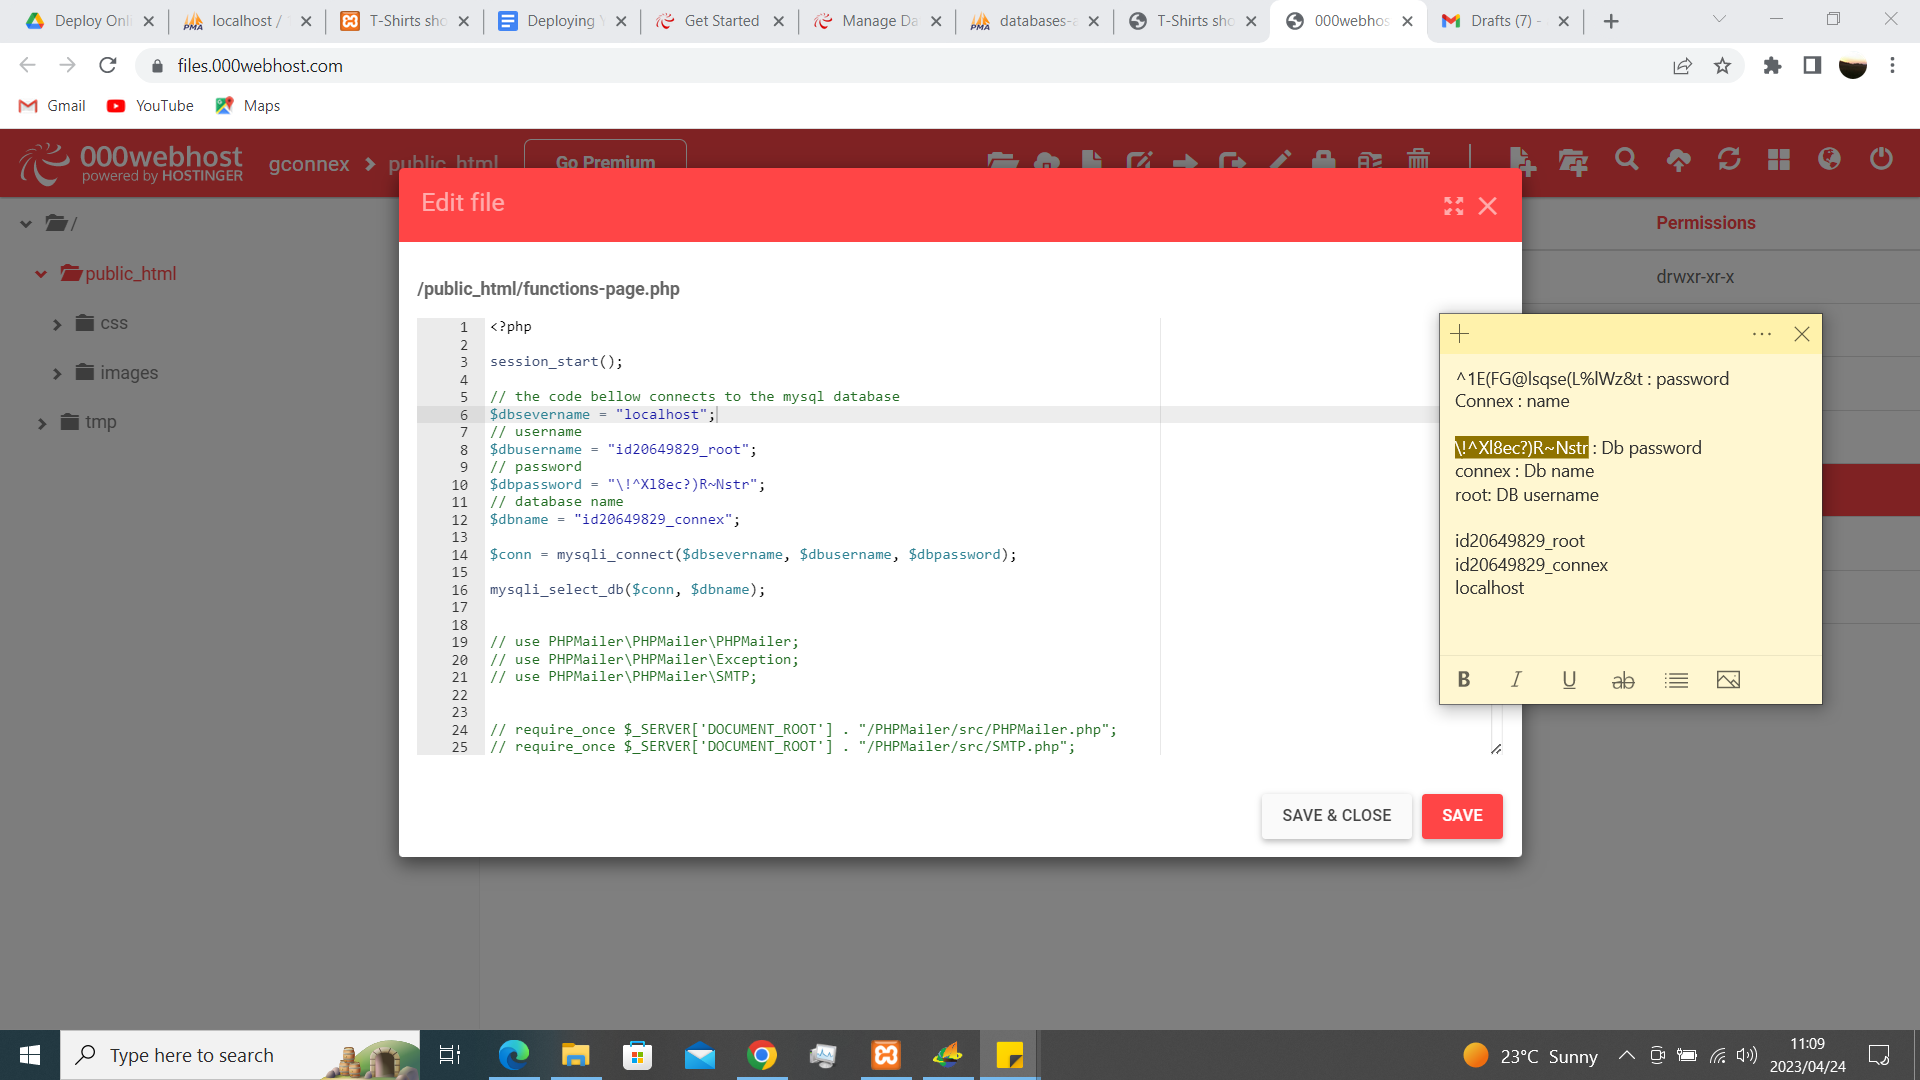 Deploy Onl
localhost /
T-Shirts sho
Deploying Y
Get Started
Manage Da
databases-a
T-Shirts sho
000webhos
Drafts (7) -
files.000webhost.com
Gmail
YouTube
Maps
000webhost
powered by HOSTINGER
gconnex > public_html
Go Premium
Edit file
/
public_html
css
images
tmp
Permissions
drwxr-xr-x
/public_html/functions-page.php
1 <?php
2
3 session_start();
4
5 // the code bellow connects to the mysql database
6 $dbsevername = "localhost";
7 // username
8 $dbusername = "id20649829_root";
9 // password
10 $dbpassword = "\!^Xl8ec?)R~Nstr";
11 // database name
12 $dbname = "id20649829_connex";
13
14 $conn = mysqli_connect($dbsevername, $dbusername, $dbpassword);
15
16 mysqli_select_db($conn, $dbname);
17
18
19 // use PHPMailer\PHPMailer\PHPMailer;
20 // use PHPMailer\PHPMailer\Exception;
21 // use PHPMailer\PHPMailer\SMTP;
22
23
24 // require_once $_SERVER['DOCUMENT_ROOT'] . "/PHPMailer/src/PHPMailer.php";
25 // require_once $_SERVER['DOCUMENT_ROOT'] . "/PHPMailer/src/SMTP.php";
SAVE & CLOSE
SAVE
^1E(FG@lsqse(L%lWz&t : password
Connex : name
\!^Xl8ec?)R~Nstr : Db password
connex : Db name
root: DB username
id20649829_root
id20649829_connex
localhost
B I U ab
Type here to search
23°C Sunny
11:09
2023/04/24